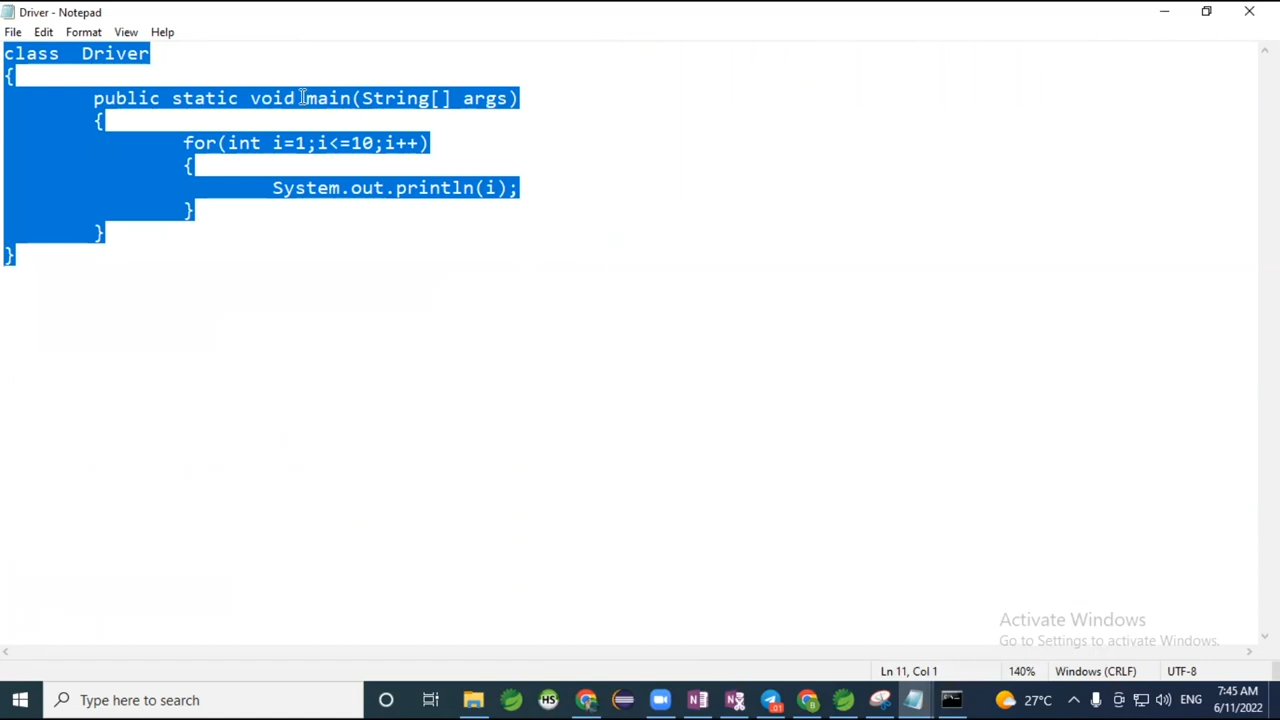 Driver - Notepad
File Edit Format View Help
class  Driver
{
        public static void main(String[] args)
        {
                for(int i=1;i<=10;i++)
                {
                        System.out.println(i);
                }
        }
}
Activate Windows
Go to Settings to activate Windows.
Ln 11, Col 1 140% Windows (CRLF) UTF-8
Type here to search HS 01 B 27°C ENG 7:45 AM
6/11/2022